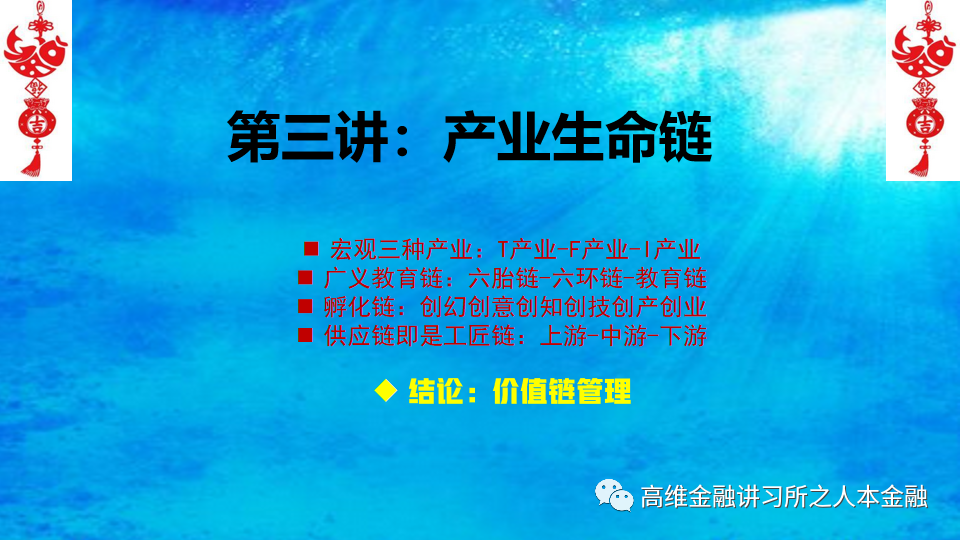 第三讲：产业生命链
■ 宏观三种产业：T产业-F产业-I产业
■ 广义教育链：六胎链-六环链-教育链
■ 孵化链：创幻创意创知创技创产创业
■ 供应链即是工匠链：上游-中游-下游
◆ 结论：价值链管理
吉
吉
高维金融讲习所之人本金融